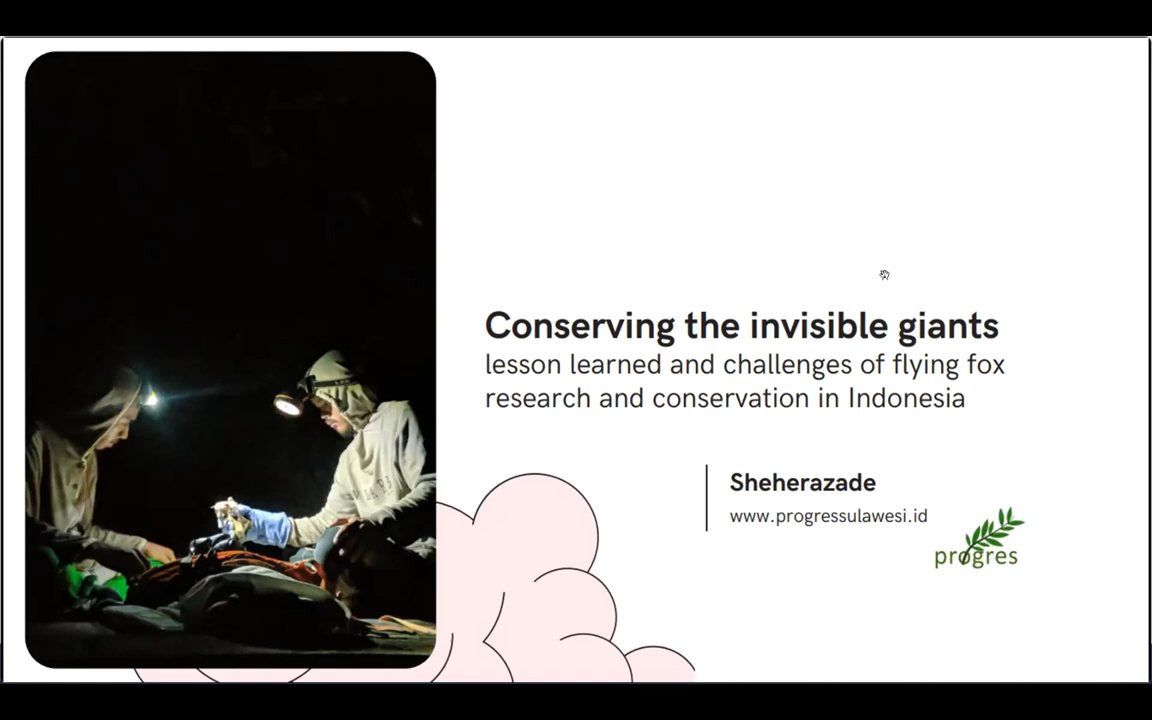 Conserving the invisible giants
lesson learned and challenges of flying fox
research and conservation in Indonesia
Sheherazade
www.progressulawesi.id
progres